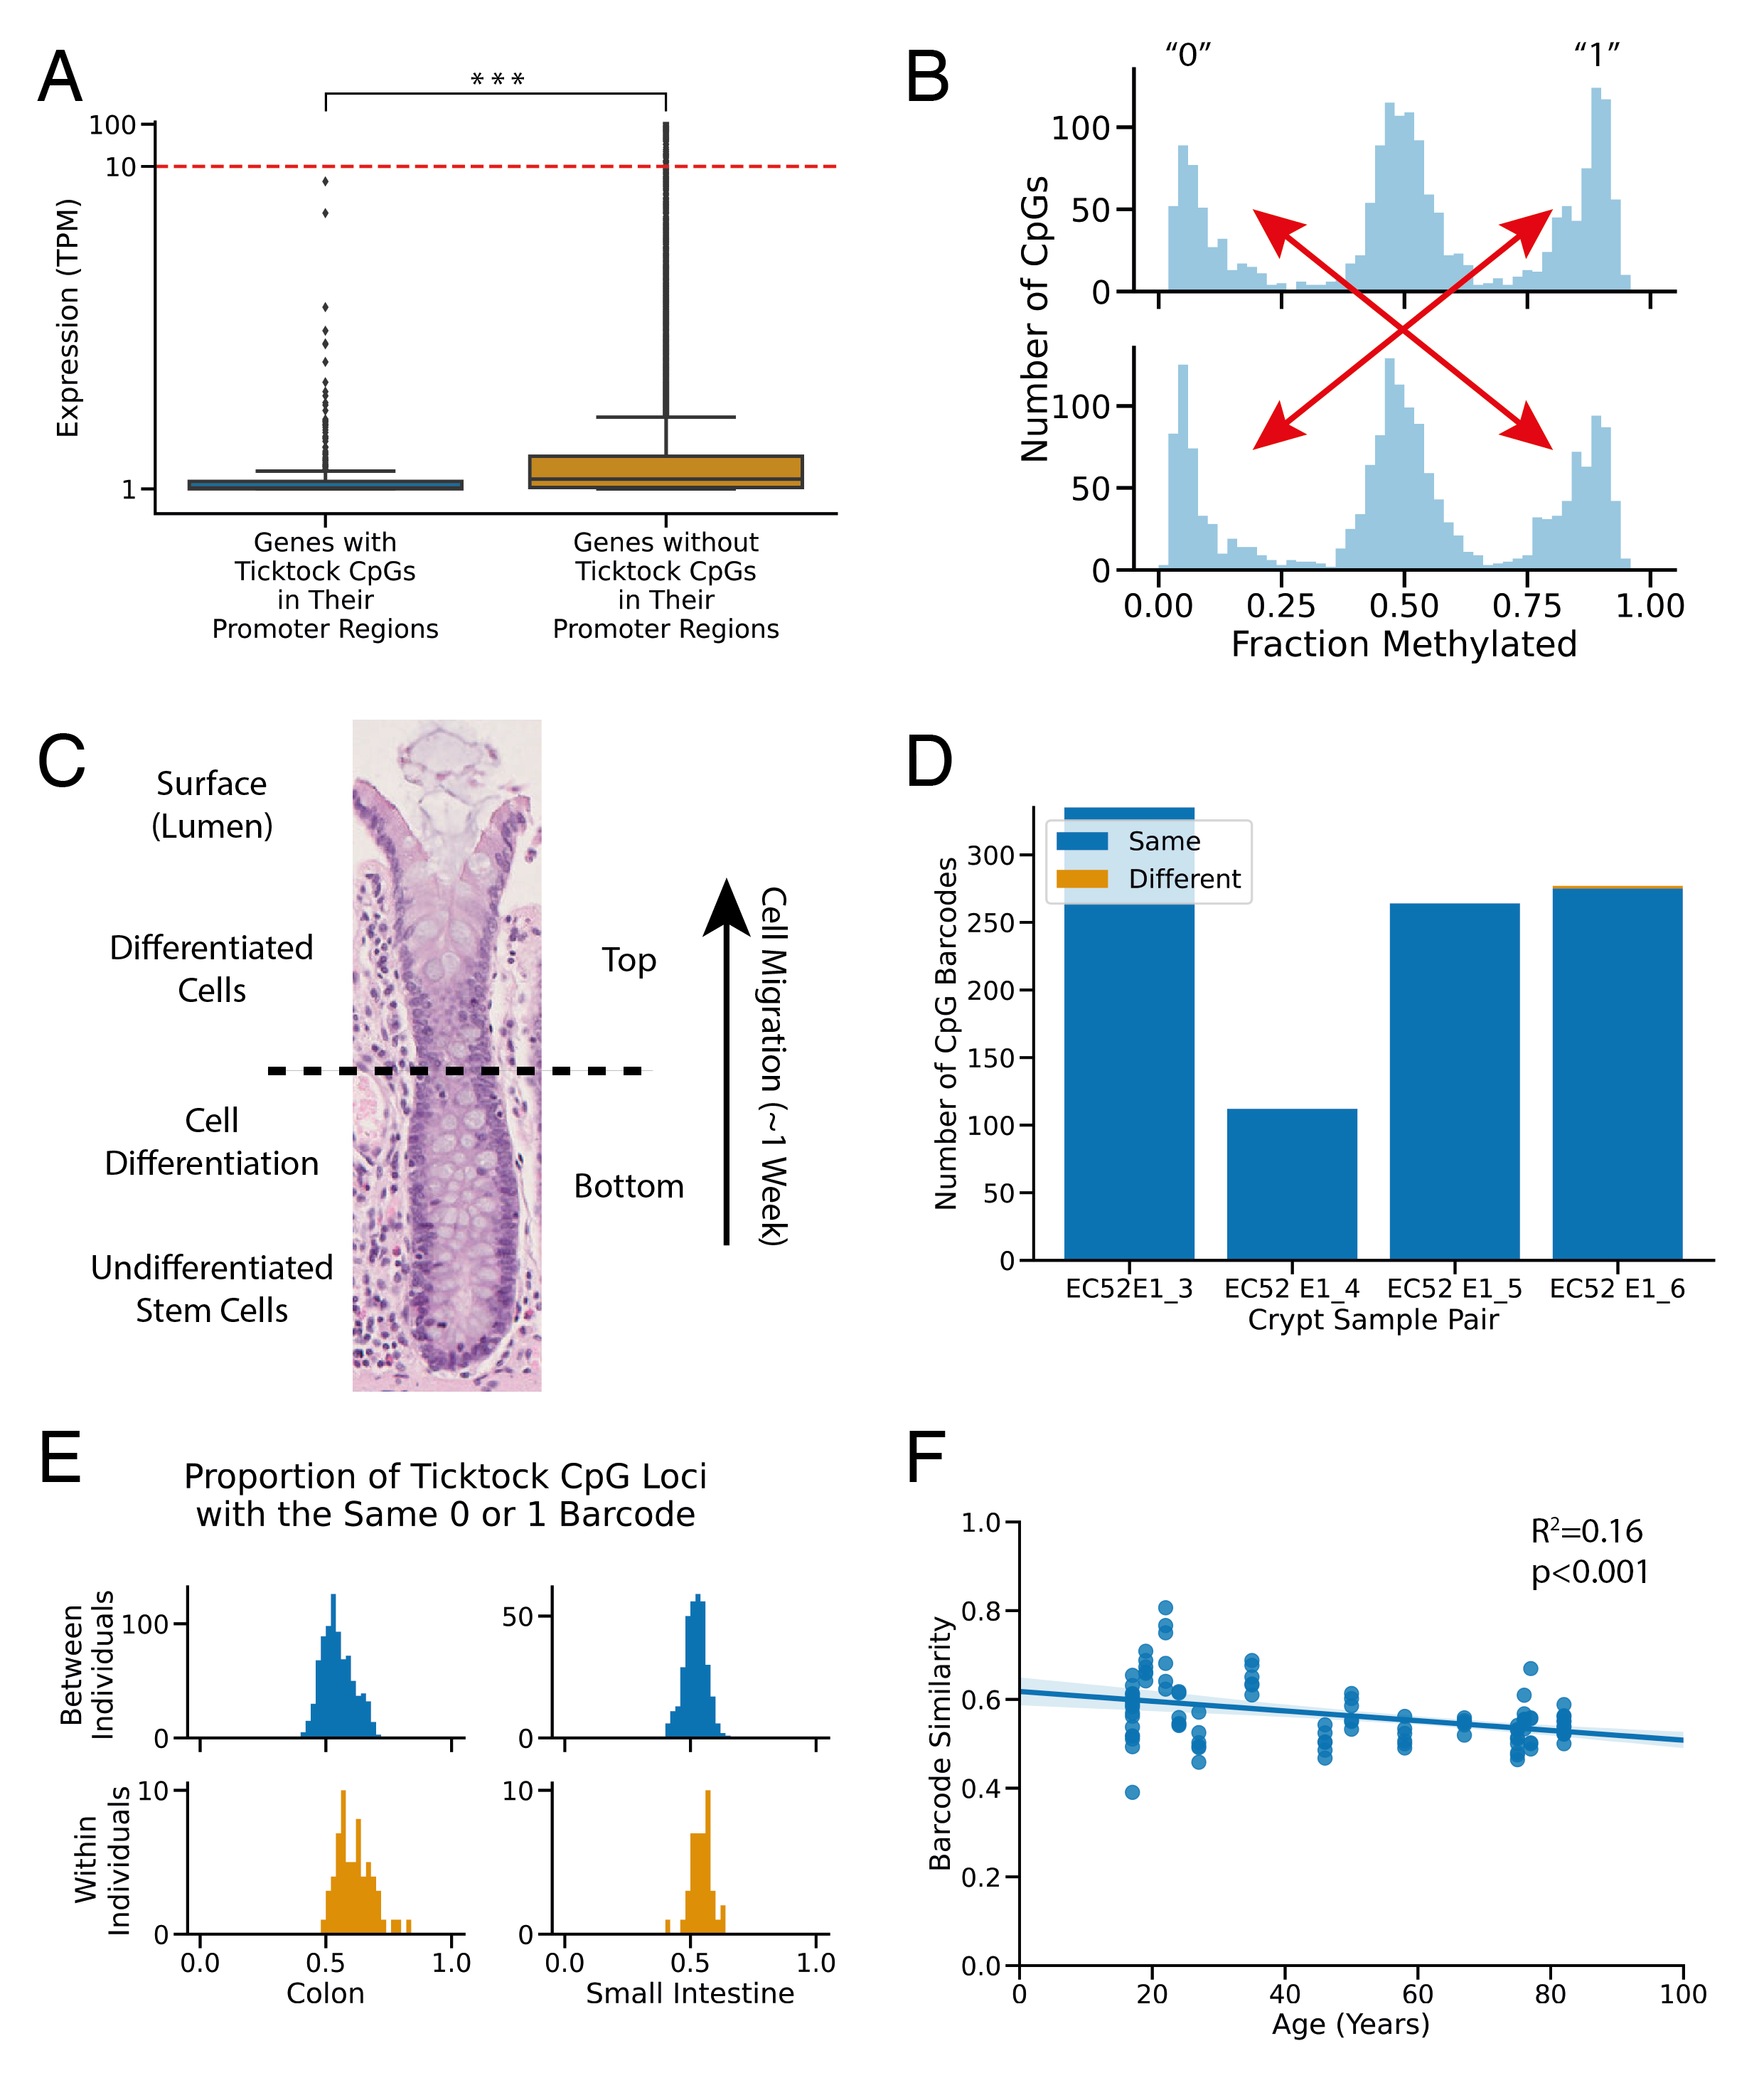 A
***
100
10
1
Expression (TPM)
Genes with
Ticktock CpGs
in Their
Promoter Regions
Genes without
Ticktock CpGs
in Their
Promoter Regions
B
“0”
“1”
100
50
0
100
50
0
Number of CpGs
0.00 0.25 0.50 0.75 1.00
Fraction Methylated
C
Surface
(Lumen)
Differentiated
Cells
Cell
Differentiation
Undifferentiated
Stem Cells
Top
Bottom
Cell Migration (~1 Week)
D
Same
Different
300
250
200
150
100
50
0
Number of CpG Barcodes
EC52E1_3 EC52 E1_4 EC52 E1_5 EC52 E1_6
Crypt Sample Pair
E
Proportion of Ticktock CpG Loci
with the Same 0 or 1 Barcode
Between
Individuals
100
0
50
0
Within
Individuals
10
0
10
0
0.0 0.5 1.0
Colon
0.0 0.5 1.0
Small Intestine
F
R²=0.16
p<0.001
1.0
0.8
0.6
0.4
0.2
0.0
Barcode Similarity
0 20 40 60 80 100
Age (Years)